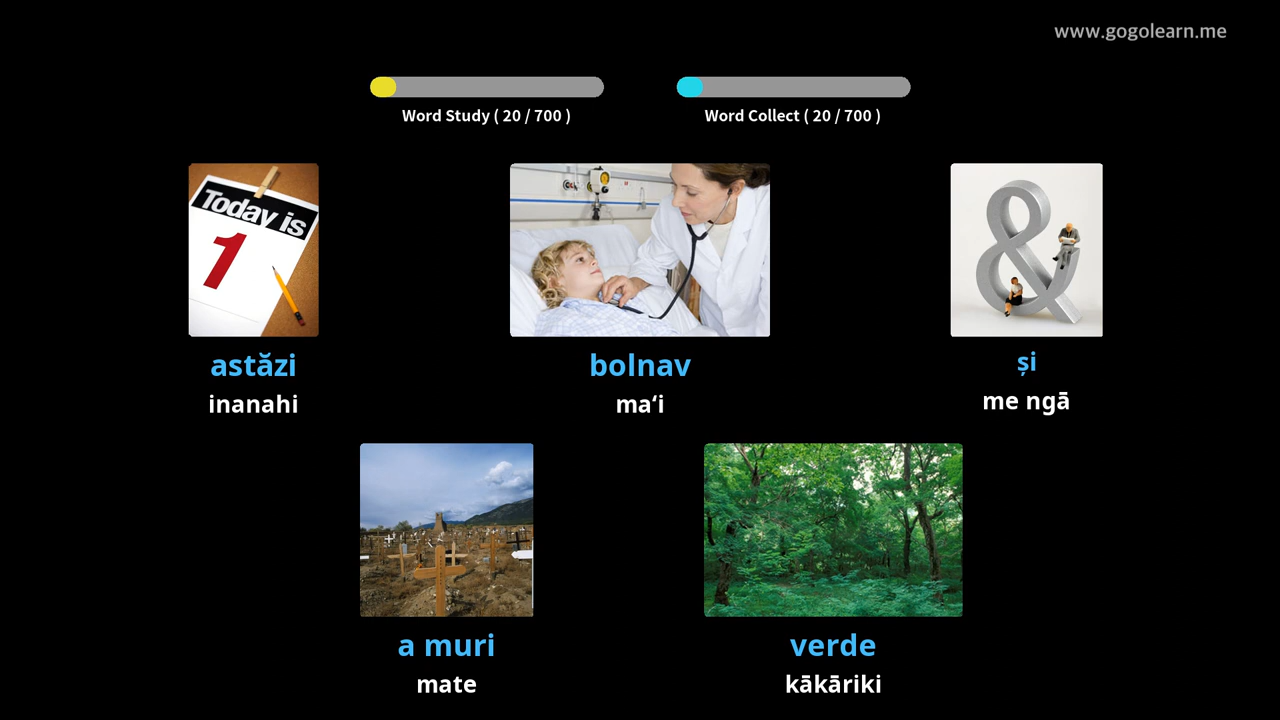 www.gogolearn.me
Word Study ( 20 / 700 )
Word Collect ( 20 / 700 )
Today is
1
&
astăzi
inanahi
bolnav
maʻi
și
me ngā
a muri
mate
verde
kākāriki